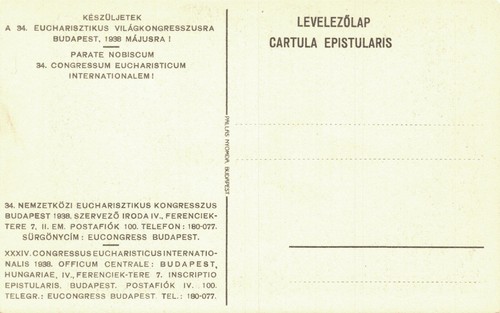 KÉSZÜLJETEK
A 34. EUCHARISZTIKUS VILÁGKONGRESSZUSRA
BUDAPEST, 1938 MÁJUSRA !
PARATE NOBISCUM
34. CONGRESSUM EUCHARISTICUM
INTERNATIONALEM !
34. NEMZETKÖZI EUCHARISZTIKUS KONGRESSZUS
BUDAPEST 1938. SZERVEZŐ IRODA IV., FERENCIEK-
TERE 7, II. EM. POSTAFIÓK 100. TELEFON : 180-077.
SÜRGÖNYCÍM : EUCONGRESS BUDAPEST.
XXXIV. CONGRESSUS EUCHARISTICUS INTERNATIO-
NALIS 1938. OFFICUM CENTRALE : BUDAPEST,
HUNGARIAE, IV., FERENCIEK-TERE 7. INSCRIPTIO
EPISTULARIS. BUDAPEST. POSTAFIÓK IV. 100.
TELEGR.: EUCONGRESS BUDAPEST TEL.: 180-077.
PALLAS NYOMDA, BUDAPEST
LEVELEZŐLAP
CARTULA EPISTULARIS